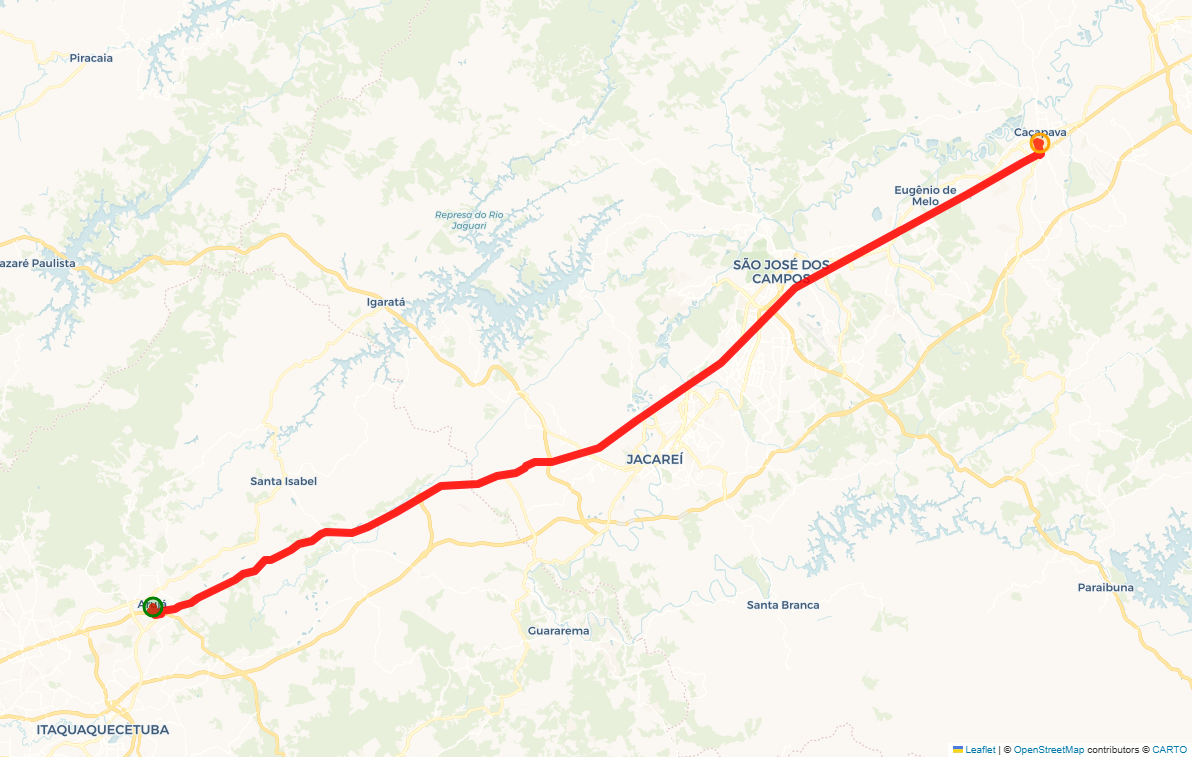 Piracaia
Caçapava
Eugênio de
Melo
Represa do Rio
Jaguari
azaré Paulista
SÃO JOSÉ DOS
CAMPOS
Igaratá
JACAREÍ
Santa Isabel
Paraibuna
Santa Branca
Guararema
ITAQUAQUECETUBA
Leaflet | © OpenStreetMap contributors © CARTO